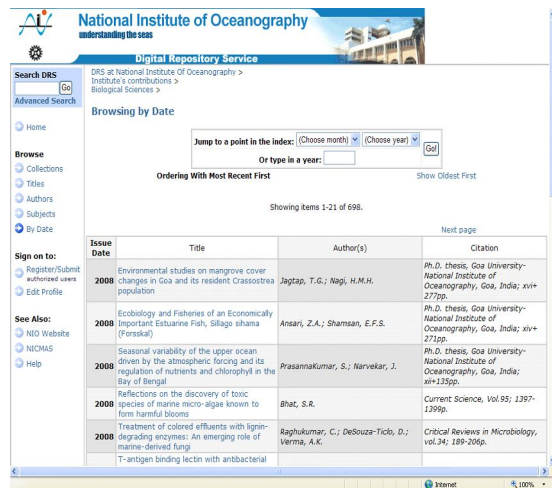 National Institute of Oceanography
understanding the seas
Digital Repository Service
Search DRS
Go
Advanced Search
Home
Browse
Collections
Titles
Authors
Subjects
By Date
Sign on to:
Register/Submit
authorized users
Edit Profile
See Also:
NIO Website
NICMAS
Help
DRS at National Institute Of Oceanography >
Institute's contributions >
Biological Sciences >
Browsing by Date
Jump to a point in the index: (Choose month) (Choose year)
Go!
Or type in a year:
Ordering With Most Recent First
Show Oldest First
Showing items 1-21 of 698.
Next page
Issue Date
Title
Author(s)
Citation
2008
Environmental studies on mangrove cover
changes in Goa and its resident Crassostrea
population
Jagtap, T.G.; Nagi, H.M.H.
Ph.D. thesis, Goa University-
National Institute of
Oceanography, Goa, India; xvi+
277pp.
2008
Ecobiology and Fisheries of an Economically
Important Estuarine Fish, Sillago sihama
(Forsskal)
Ansari, Z.A.; Shamsan, E.F.S.
Ph.D. thesis, Goa University-
National Institute of
Oceanography, Goa, India; xiv+
271pp.
2008
Seasonal variability of the upper ocean
driven by the atmospheric forcing and its
regulation of nutrients and chlorophyll in the
Bay of Bengal
PrasannaKumar, S.; Narvekar, J.
Ph.D. thesis, Goa University-
National Institute of
Oceanography, Goa, India;
xii+135pp.
2008
Reflections on the discovery of toxic
species of marine micro-algae known to
form harmful blooms
Bhat, S.R.
Current Science, Vol.95; 1397-
1399p.
2008
Treatment of colored effluents with lignin-
degrading enzymes: An emerging role of
marine-derived fungi
Raghukumar, C.; DeSouza-Ticlo, D.;
Verma, A.K.
Critical Reviews in Microbiology,
vol.34; 189-206p.
T-antigen binding lectin with antibacterial
Internet
100%